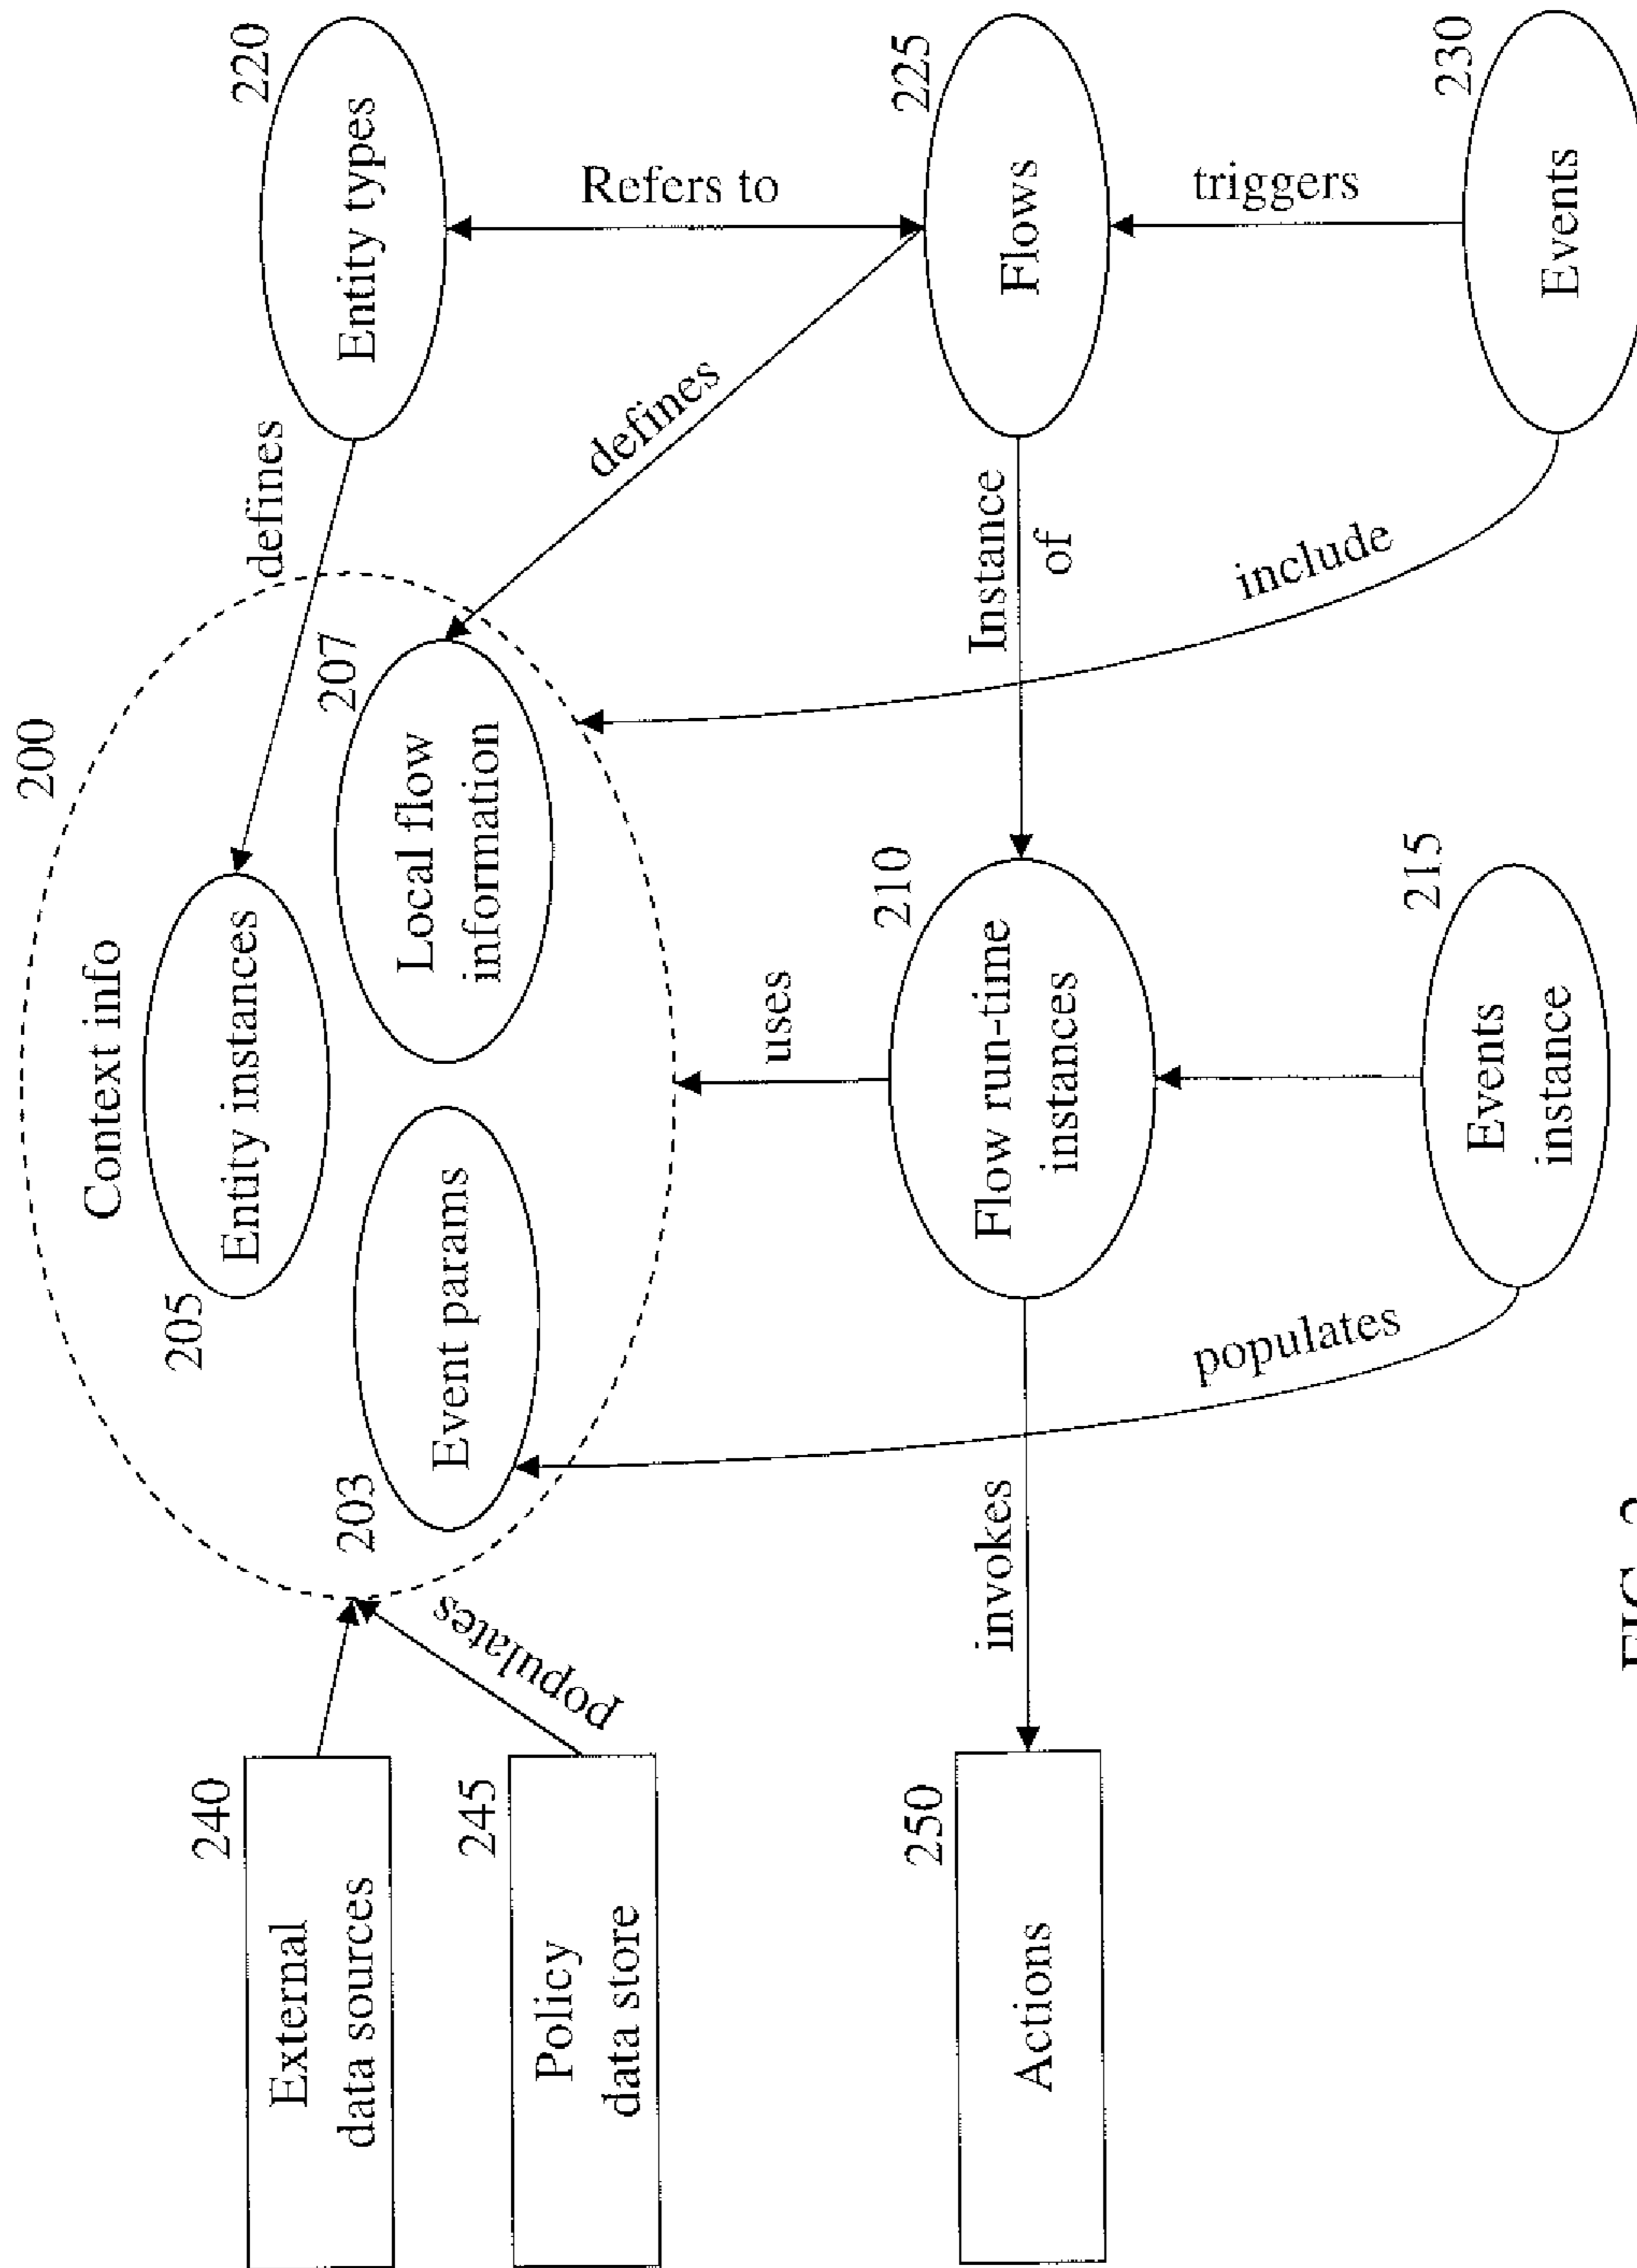 200
Context info
240
External
data sources
205
Entity instances
defines
220
Entity types
populates
203
Event params
207
Local flow
information
defines
Refers to
245
Policy
data store
uses
250
Actions
invokes
210
Flow run-time
instances
Instance
of
225
Flows
populates
include
triggers
215
Events
instance
230
Events